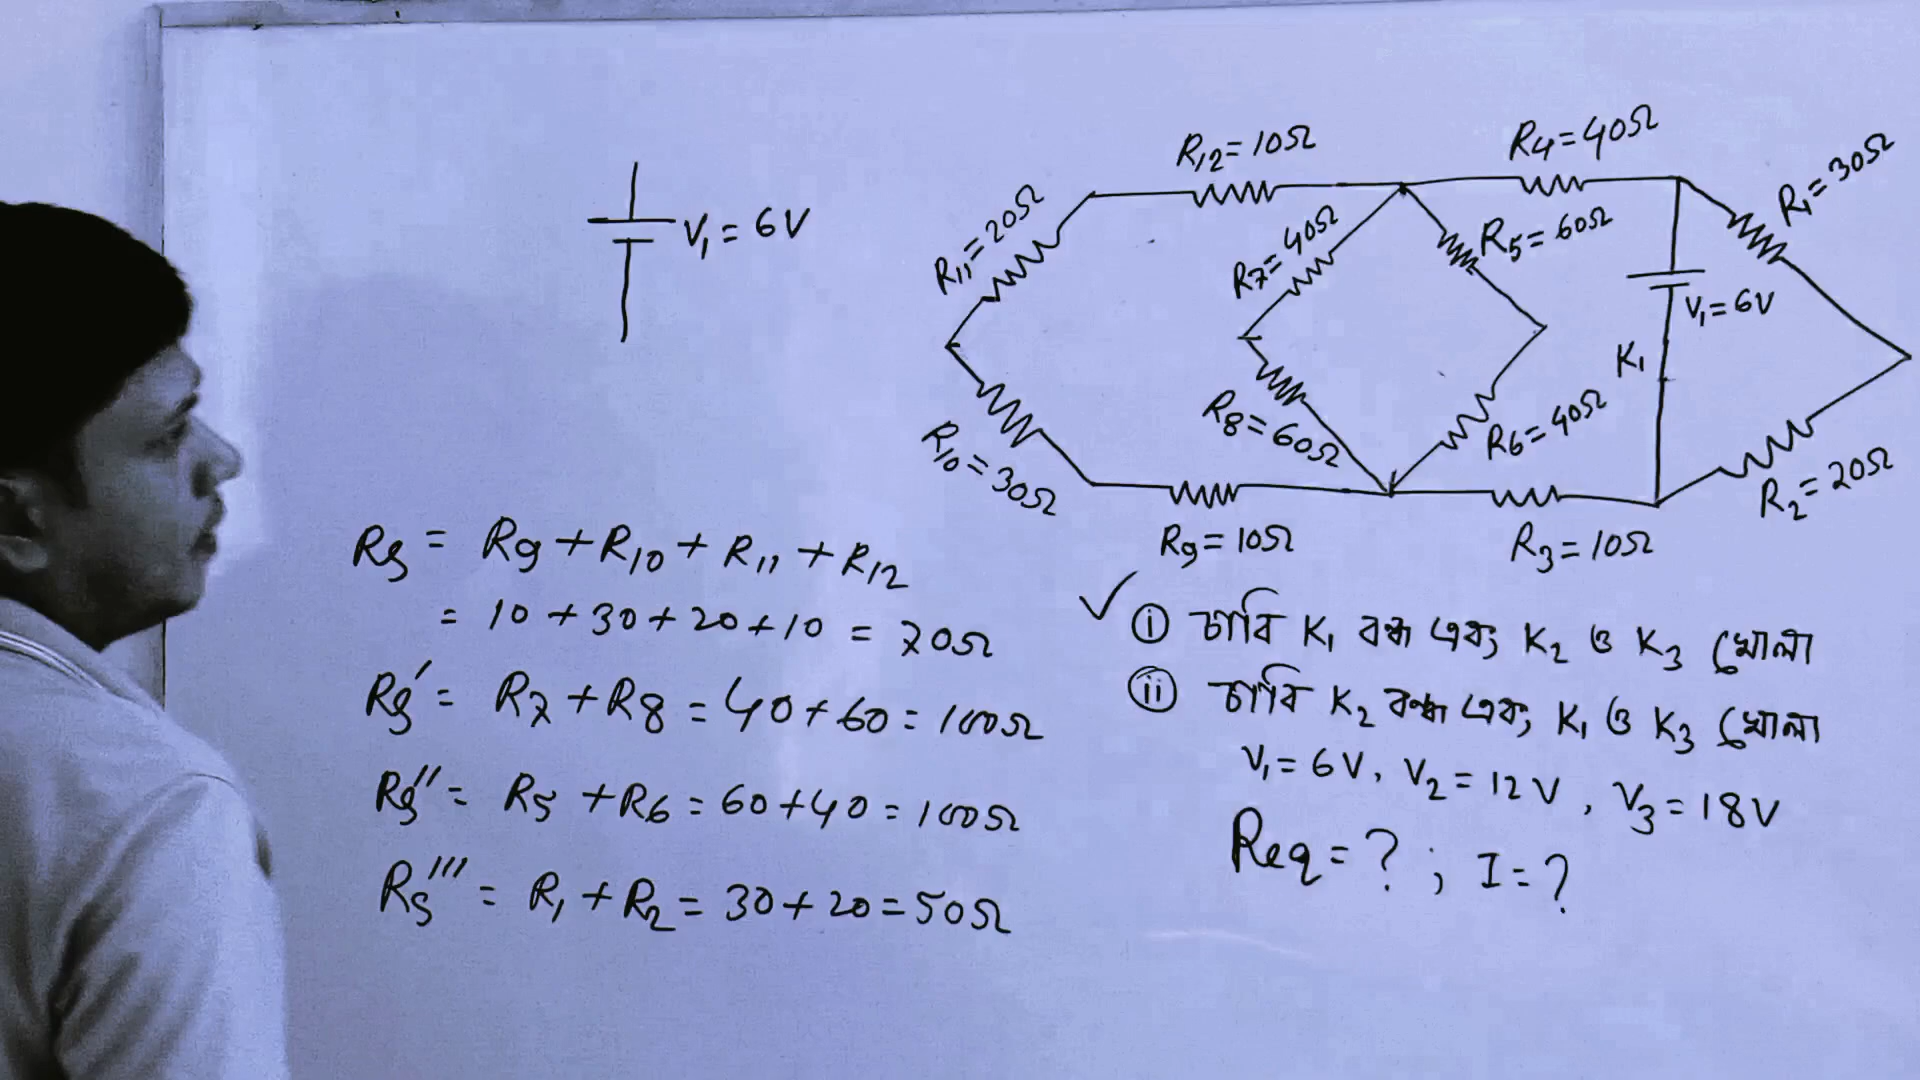 V₁ = 6V
R₁₂ = 10Ω
R₄ = 40Ω
R₁ = 30Ω
R₁₁ = 20Ω
R₇ = 40Ω
R₅ = 60Ω
V₁ = 6V
K₁
R₁₀ = 30Ω
R₈ = 60Ω
R₆ = 40Ω
R₂ = 20Ω
R₉ = 10Ω
R₃ = 10Ω
Rs = R₉ + R₁₀ + R₁₁ + R₁₂
= 10 + 30 + 20 + 10 = 70Ω
Rs′ = R₇ + R₈ = 40 + 60 = 100Ω
Rs″ = R₅ + R₆ = 60 + 40 = 100Ω
Rs‴ = R₁ + R₂ = 30 + 20 = 50Ω
✓ (i) চাবি K₁ বন্ধ এবং K₂ ও K₃ খোলা
(ii) চাবি K₂ বন্ধ এবং K₁ ও K₃ খোলা
V₁ = 6V, V₂ = 12V, V₃ = 18V
Req = ? ; I = ?